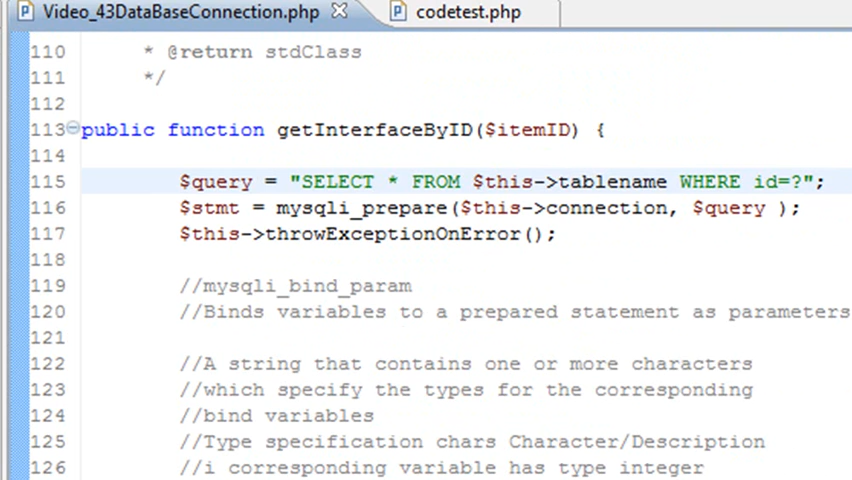 Video_43DataBaseConnection.php
codetest.php
110 * @return stdClass
111 */
112
113 public function getInterfaceByID($itemID) {
114
115 $query = "SELECT * FROM $this->tablename WHERE id=?";
116 $stmt = mysqli_prepare($this->connection, $query );
117 $this->throwExceptionOnError();
118
119 //mysqli_bind_param
120 //Binds variables to a prepared statement as parameters
121
122 //A string that contains one or more characters
123 //which specify the types for the corresponding
124 //bind variables
125 //Type specification chars Character/Description
126 //i corresponding variable has type integer